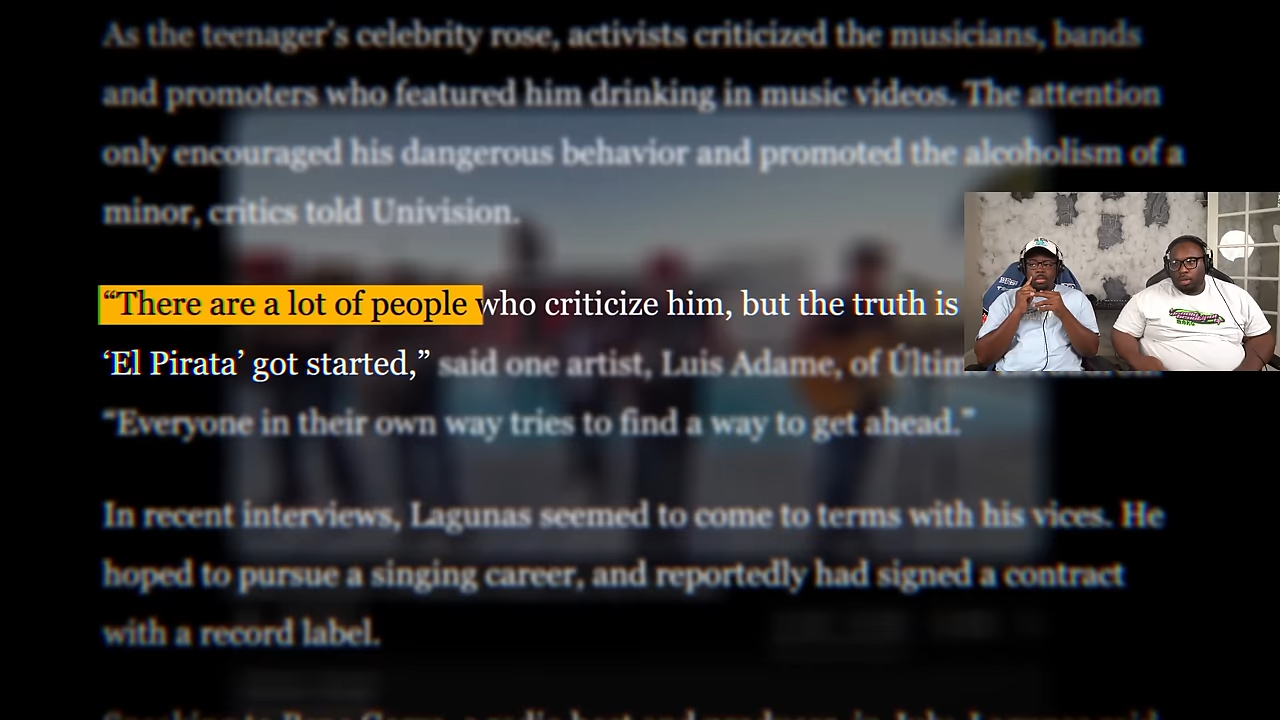 As the teenager's celebrity rose, activists criticized the musicians, bands
and promoters who featured him drinking in music videos. The attention
only encouraged his dangerous behavior and promoted the alcoholism of a
minor, critics told Univision.
“There are a lot of people who criticize him, but the truth is
‘El Pirata’ got started,” said one artist, Luis Adame, of
“Everyone in their own way tries to find a way to get ahead.”
In recent interviews, Lagunas seemed to come to terms with his vices. He
hoped to pursue a singing career, and reportedly had signed a contract
with a record label.